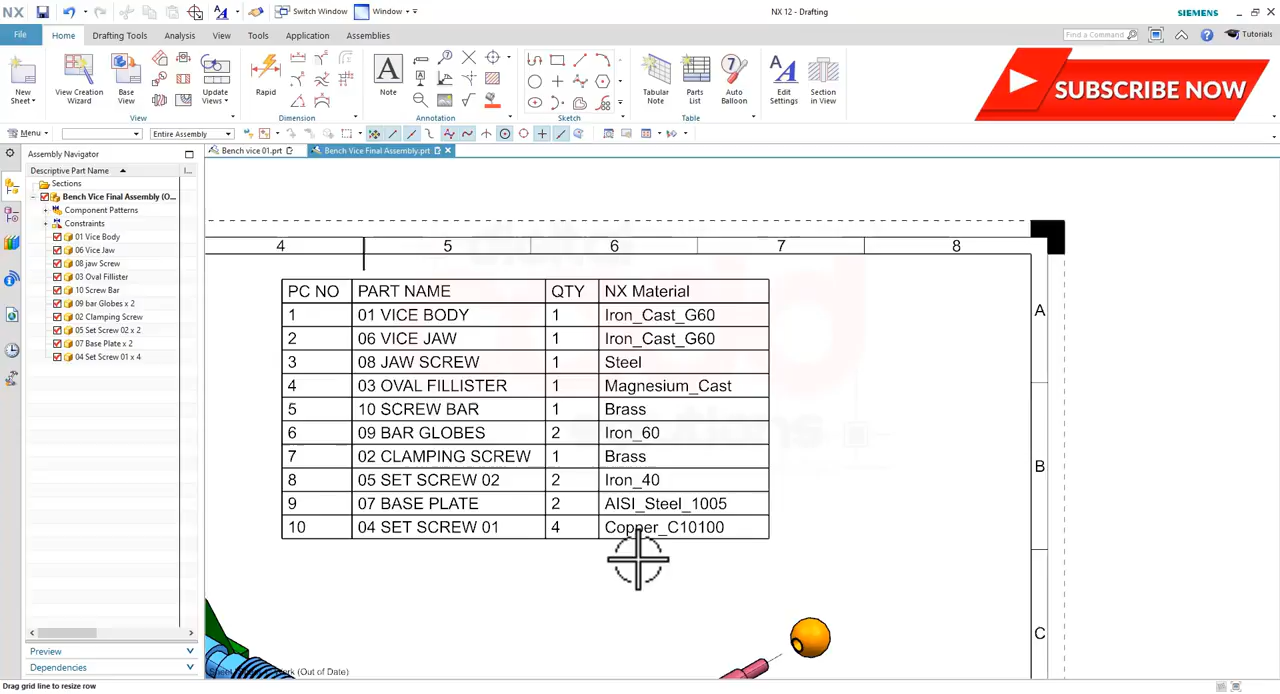 NX
Switch Window
Window
NX 12 - Drafting
SIEMENS
File
Home
Drafting Tools
Analysis
View
Tools
Application
Assemblies
Find a Command
Tutorials
New
Sheet
View Creation
Wizard
Base
View
Update
Views
View
Rapid
Dimension
Note
Annotation
Sketch
Tabular
Note
Parts
List
Auto
Balloon
Table
Edit
Settings
Section
in View
SUBSCRIBE NOW
Menu
Entire Assembly
Assembly Navigator
Descriptive Part Name
Sections
Bench Vice Final Assembly (O...
Component Patterns
Constraints
01 Vice Body
06 Vice Jaw
08 jaw Screw
03 Oval Fillister
10 Screw Bar
09 bar Globes x 2
02 Clamping Screw
05 Set Screw 02 x 2
07 Base Plate x 2
04 Set Screw 01 x 4
Preview
Dependencies
Drag grid line to resize row
Bench vice 01.prt
Bench Vice Final Assembly.prt
4 5 6 7 8
A
B
C
PC NO PART NAME QTY NX Material
1 01 VICE BODY 1 Iron_Cast_G60
2 06 VICE JAW 1 Iron_Cast_G60
3 08 JAW SCREW 1 Steel
4 03 OVAL FILLISTER 1 Magnesium_Cast
5 10 SCREW BAR 1 Brass
6 09 BAR GLOBES 2 Iron_60
7 02 CLAMPING SCREW 1 Brass
8 05 SET SCREW 02 2 Iron_40
9 07 BASE PLATE 2 AISI_Steel_1005
10 04 SET SCREW 01 4 Copper_C10100
(Out of Date)